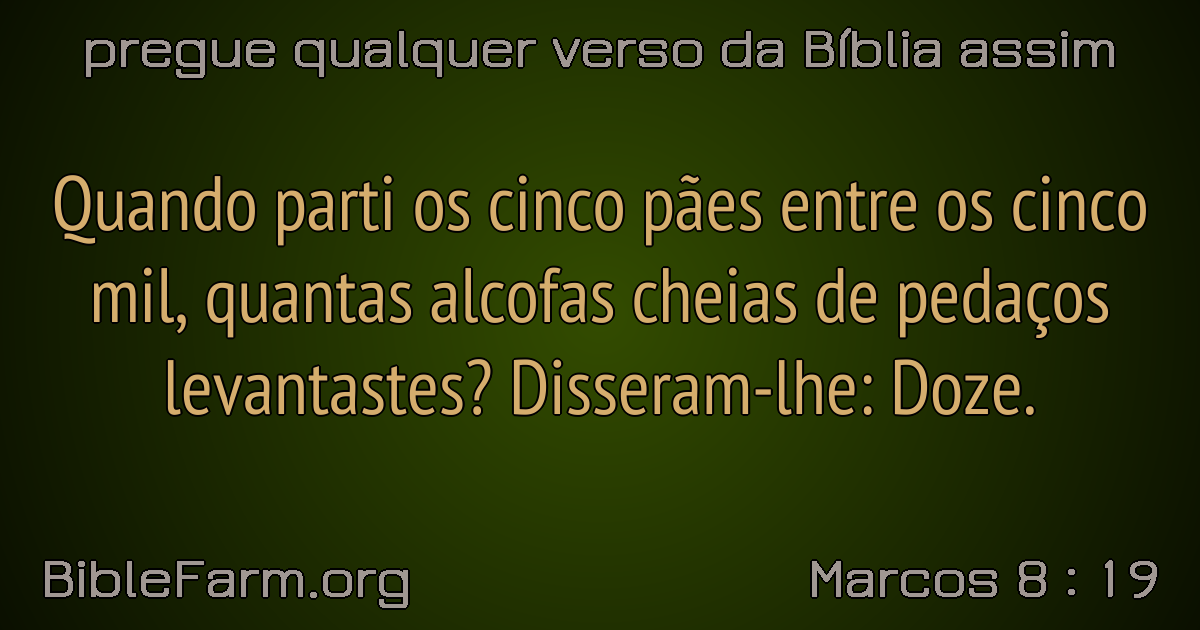 pregue qualquer verso da Bíblia assim
Quando parti os cinco pães entre os cinco
mil, quantas alcofas cheias de pedaços
levantastes? Disseram-lhe: Doze.
BibleFarm.org
Marcos 8 : 19